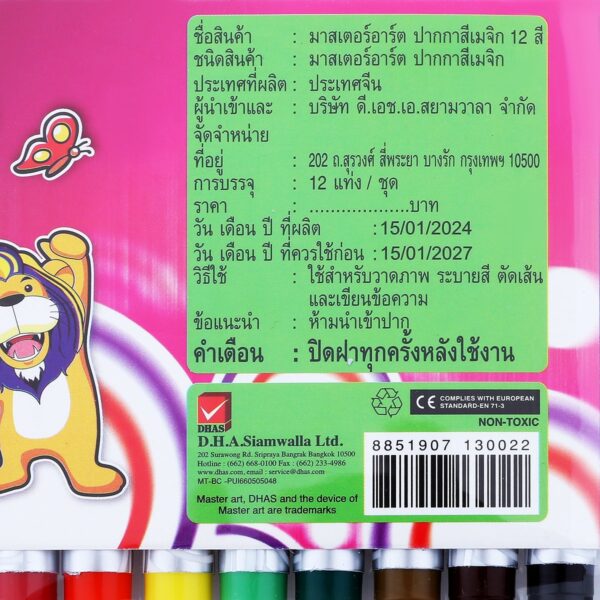 ชื่อสินค้า : มาสเตอร์อาร์ต ปากกาสีเมจิก 12 สี
ชนิดสินค้า : มาสเตอร์อาร์ต ปากกาสีเมจิก
ประเทศที่ผลิต : ประเทศจีน
ผู้นำเข้าและ : บริษัท ดี.เอช.เอ.สยามวาลา จำกัด
จัดจำหน่าย
ที่อยู่ : 202 ถ.สุรวงศ์ สี่พระยา บางรัก กรุงเทพฯ 10500
การบรรจุ : 12 แท่ง / ชุด
ราคา : ...................บาท
วัน เดือน ปี ที่ผลิต :15/01/2024
วัน เดือน ปี ที่ควรใช้ก่อน :15/01/2027
วิธีใช้ : ใช้สำหรับวาดภาพ ระบายสี ตัดเส้น
และเขียนข้อความ
ข้อแนะนำ : ห้ามนำเข้าปาก
คำเตือน : ปิดฝาทุกครั้งหลังใช้งาน
DHAS
D.H.A.Siamwalla Ltd.
202 Surawong Rd. Sripraya Bangrak Bangkok 10500
Hotline : (662) 668-0100 Fax : (662) 233-4986
www.dhas.com, email : service@dhas.com
MT-BC -PUI660505048
Master art, DHAS and the device of
Master art are trademarks
CE COMPLIES WITH EUROPEAN
STANDARD-EN 71-3
NON-TOXIC
8851907 130022